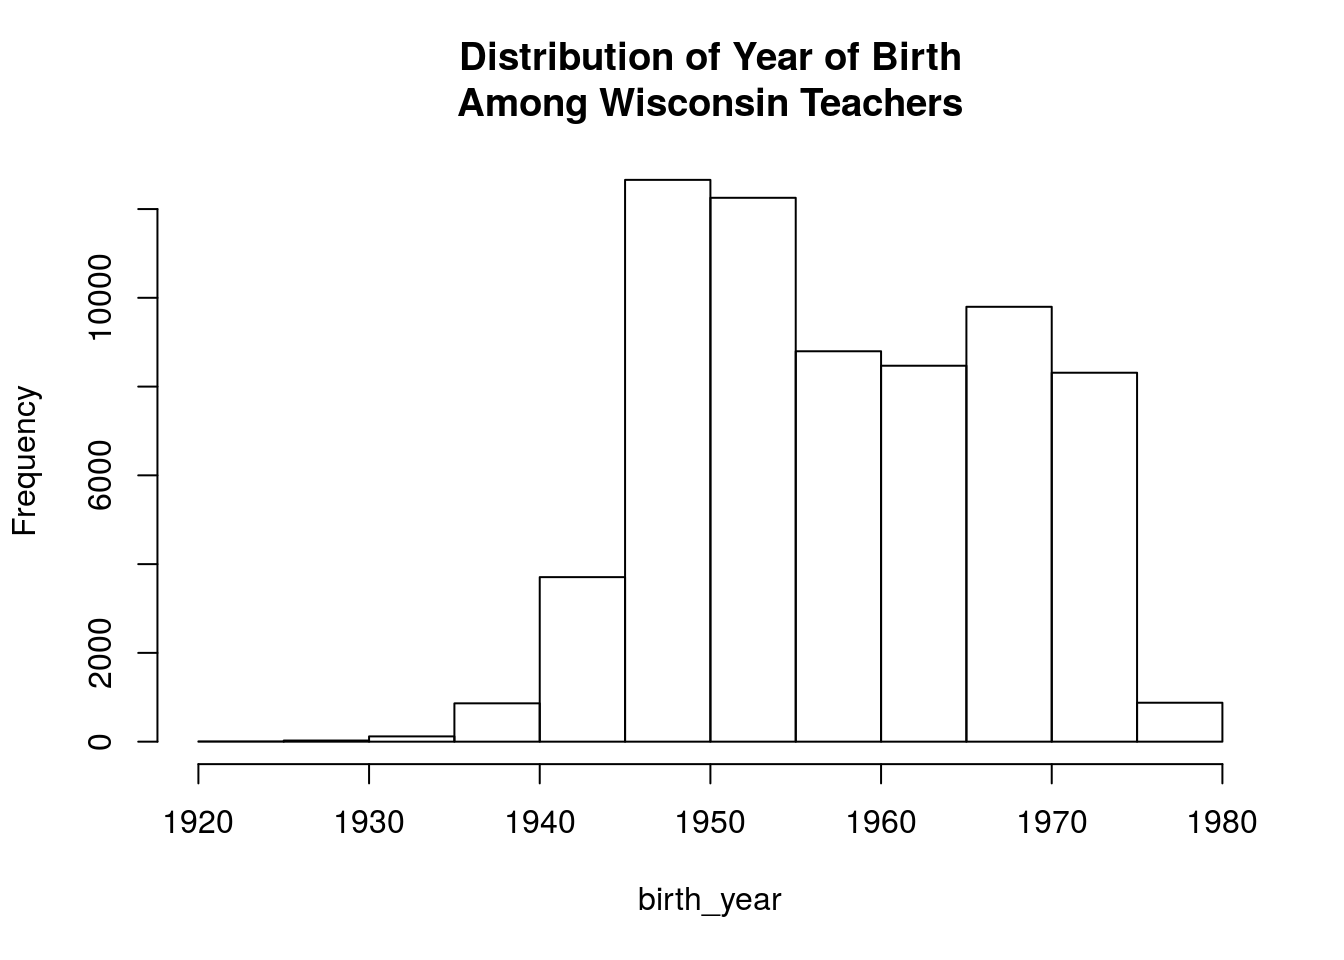 Distribution of Year of Birth
Among Wisconsin Teachers
Frequency
10000
6000
2000
0
1920 1930 1940 1950 1960 1970 1980
birth_year